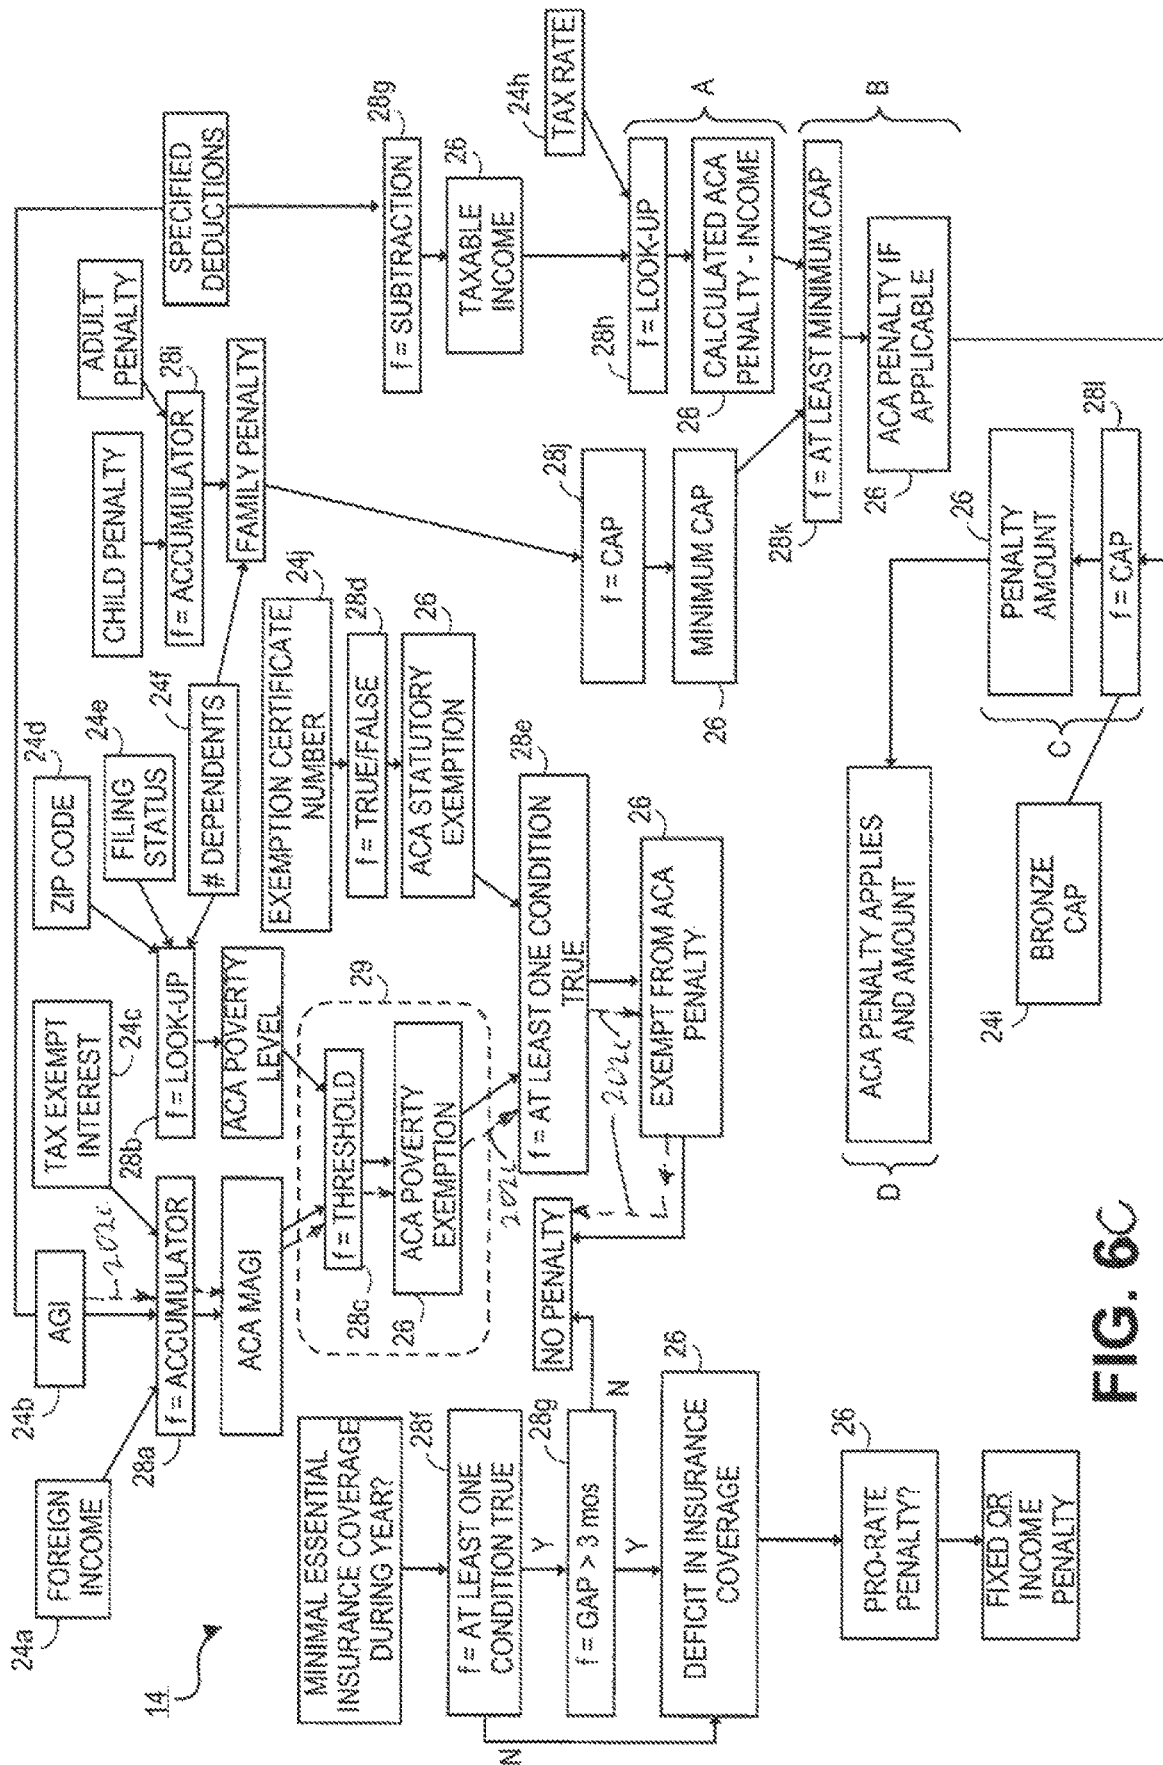 14
24a
FOREIGN
INCOME
24b
AGI
202c
TAX EXEMPT
INTEREST
24c
ZIP CODE
24d
FILING
STATUS
24e
# DEPENDENTS
24f
CHILD PENALTY
ADULT
PENALTY
SPECIFIED
DEDUCTIONS
28a
f = ACCUMULATOR
28b
f = LOOK-UP
f = ACCUMULATOR
28i
ACA MAGI
ACA POVERTY
LEVEL
FAMILY PENALTY
MINIMAL ESSENTIAL
INSURANCE COVERAGE
DURING YEAR?
29
f = THRESHOLD
28c
ACA POVERTY
EXEMPTION
26
EXEMPTION CERTIFICATE
NUMBER
24j
f = TRUE/FALSE
28d
ACA STATUTORY
EXEMPTION
26
f = SUBTRACTION
28g
TAXABLE
INCOME
26
f = AT LEAST ONE
CONDITION TRUE
28f
N
Y
f = GAP > 3 mos
28g
N
Y
NO PENALTY
202c
f = AT LEAST ONE CONDITION
TRUE
28e
202c
EXEMPT FROM ACA
PENALTY
26
f = CAP
28j
MINIMUM CAP
26
24h
TAX RATE
28h
f = LOOK-UP
CALCULATED ACA
PENALTY - INCOME
26
A
DEFICIT IN INSURANCE
COVERAGE
26
28k
f = AT LEAST MINIMUM CAP
ACA PENALTY IF
APPLICABLE
26
B
PRO-RATE
PENALTY?
26
FIXED OR
INCOME
PENALTY
D
ACA PENALTY APPLIES
AND AMOUNT
PENALTY
AMOUNT
26
C
f = CAP
28l
24i
BRONZE
CAP
FIG. 6C